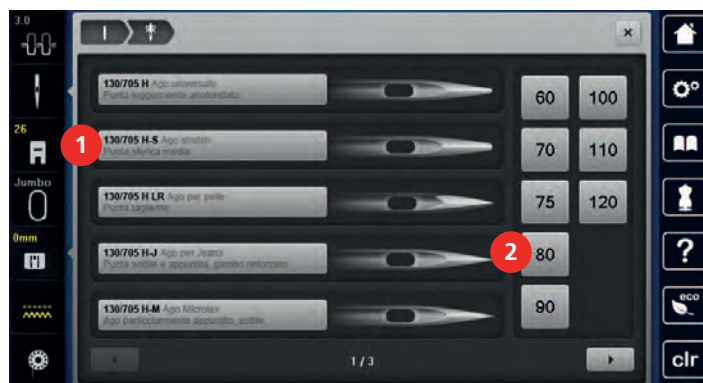 3.0
×
130/705 H Ago universale
Punta leggermente arrotondata
60 100
26
1
130/705 H-S Ago stretch
Punta sferica media
70 110
Jumbo
130/705 H LR Ago per pelle
Punta tagliente
75 120
0mm
130/705 H-J Ago per Jeans
Punta sottile e appuntita, gambo rinforzato
2
80
?
130/705 H-M Ago Microtex
Ago particolarmente appuntito, sottile
90
eco
1 / 3
clr